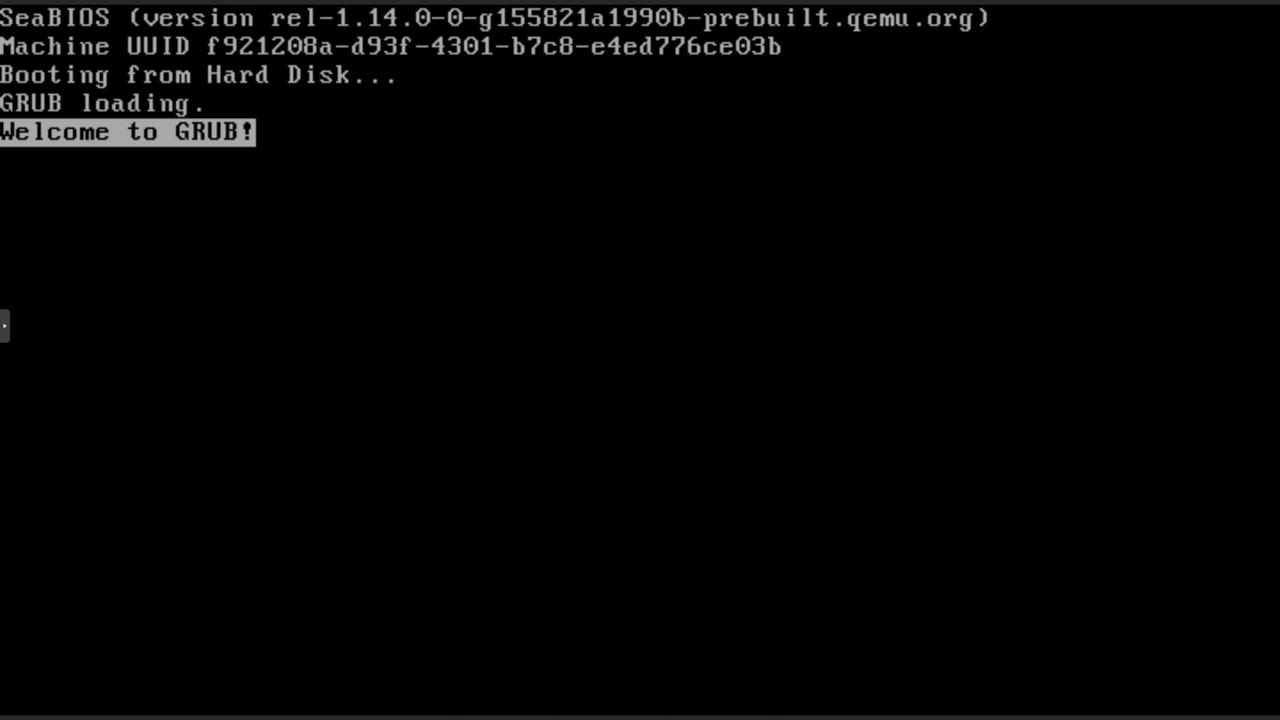 SeaBIOS (version rel-1.14.0-0-g155821a1990b-prebuilt.qemu.org)
Machine UUID f921208a-d93f-4301-b7c8-e4ed776ce03b
Booting from Hard Disk...
GRUB loading.
Welcome to GRUB!